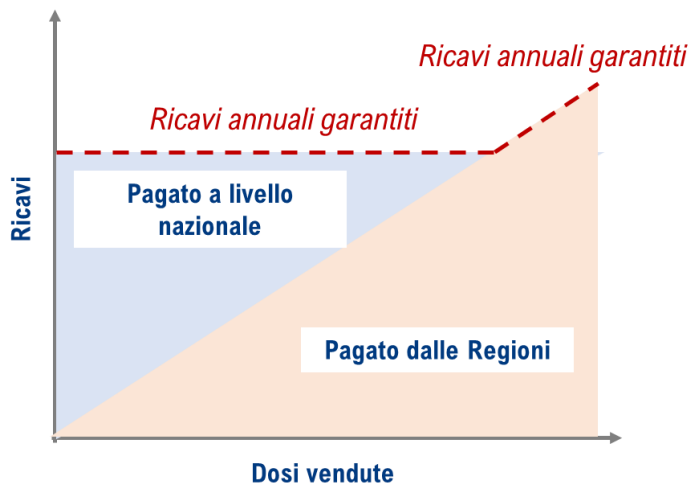 Ricavi annuali garantiti
Ricavi annuali garantiti
Pagato a livello
nazionale
Ricavi
Pagato dalle Regioni
Dosi vendute